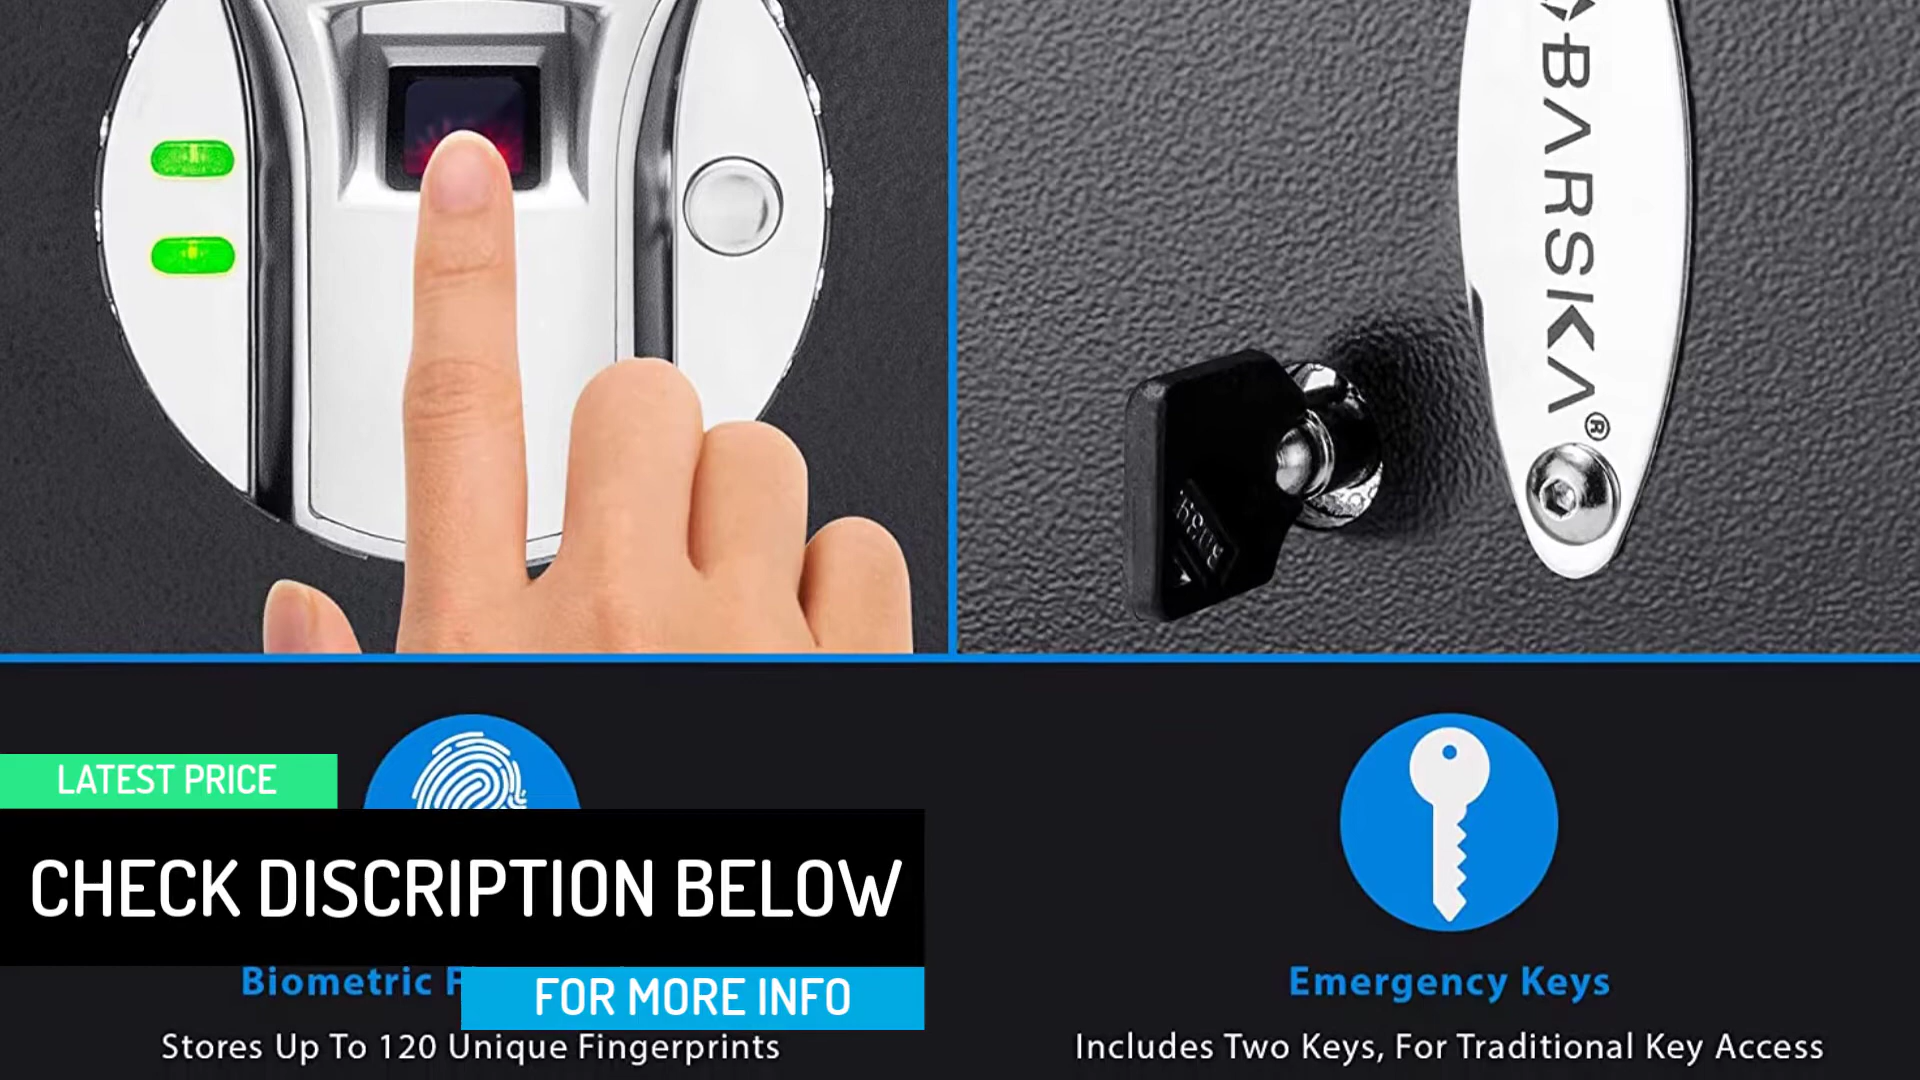 BARSKA®
LATEST PRICE
CHECK DISCRIPTION BELOW
Biometric
FOR MORE INFO
Stores Up To 120 Unique Fingerprints
Emergency Keys
Includes Two Keys, For Traditional Key Access